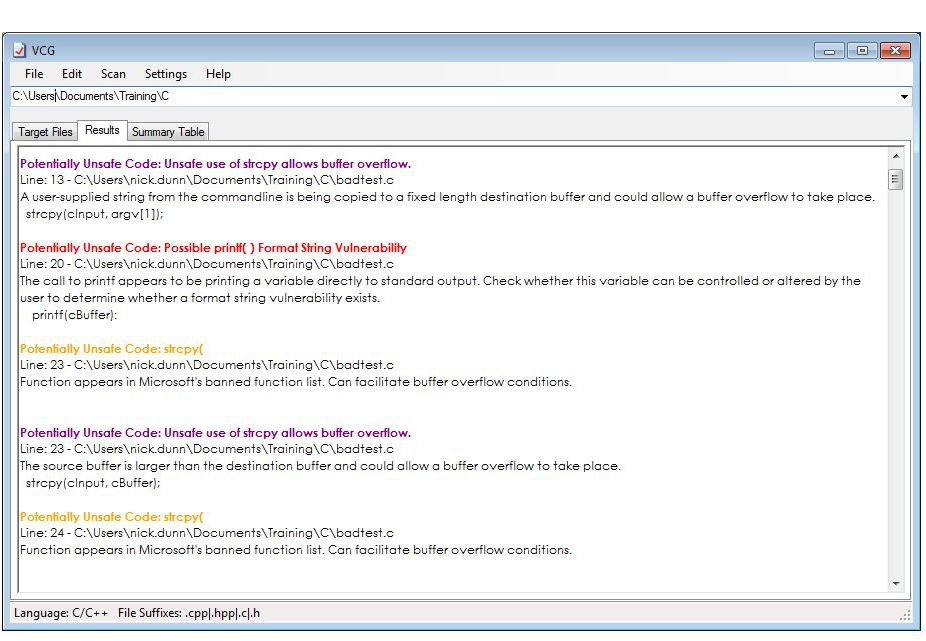 VCG
File Edit Scan Settings Help
C:\Users\Documents\Training\C
Target Files Results Summary Table
Potentially Unsafe Code: Unsafe use of strcpy allows buffer overflow.
Line: 13 - C:\Users\nick.dunn\Documents\Training\C\badtest.c
A user-supplied string from the commandline is being copied to a fixed length destination buffer and could allow a buffer overflow to take place.
strcpy(cInput, argv[1]);
Potentially Unsafe Code: Possible printf( ) Format String Vulnerability
Line: 20 - C:\Users\nick.dunn\Documents\Training\C\badtest.c
The call to printf appears to be printing a variable directly to standard output. Check whether this variable can be controlled or altered by the
user to determine whether a format string vulnerability exists.
printf(cBuffer):
Potentially Unsafe Code: strcpy(
Line: 23 - C:\Users\nick.dunn\Documents\Training\C\badtest.c
Function appears in Microsoft's banned function list. Can facilitate buffer overflow conditions.
Potentially Unsafe Code: Unsafe use of strcpy allows buffer overflow.
Line: 23 - C:\Users\nick.dunn\Documents\Training\C\badtest.c
The source buffer is larger than the destination buffer and could allow a buffer overflow to take place.
strcpy(cInput, cBuffer);
Potentially Unsafe Code: strcpy(
Line: 24 - C:\Users\nick.dunn\Documents\Training\C\badtest.c
Function appears in Microsoft's banned function list. Can facilitate buffer overflow conditions.
Language: C/C++ File Suffixes: .cpp|.hpp|.c|.h